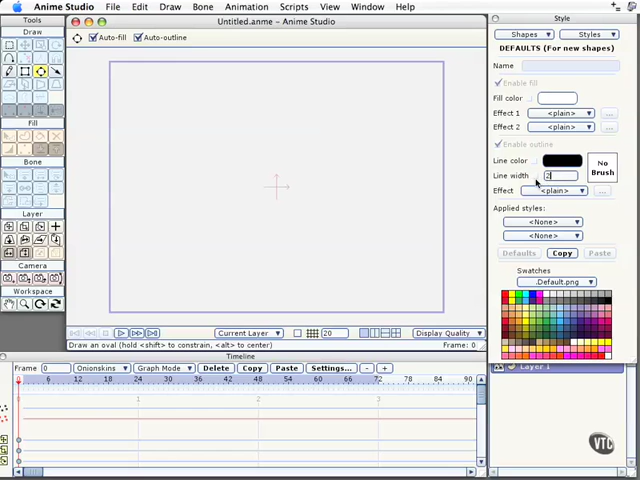 Anime Studio File Edit Draw Bone Animation Scripts View Window Help
Tools
Draw
Fill
Bone
Layer
Camera
Workspace
Untitled.anme - Anime Studio
Auto-fill Auto-outline
Current Layer 20 Display Quality
Draw an oval (hold <shift> to constrain, <alt> to center) Frame: 0
Style
Shapes Styles
DEFAULTS (For new shapes)
Name
Enable fill
Fill color
Effect 1 <plain> ...
Effect 2 <plain> ...
Enable outline
Line color
Line width 2
No Brush
Effect <plain> ...
Applied styles:
<None>
<None>
Defaults Copy Paste
Swatches
.Default.png
Layer 1
Timeline
Frame 0 Onionskins Graph Mode Delete Copy Paste Settings... - +
0 6 12 18 24 30 36 42 48 54 60 66 72 78 84 90
0 1 2 3
VTC